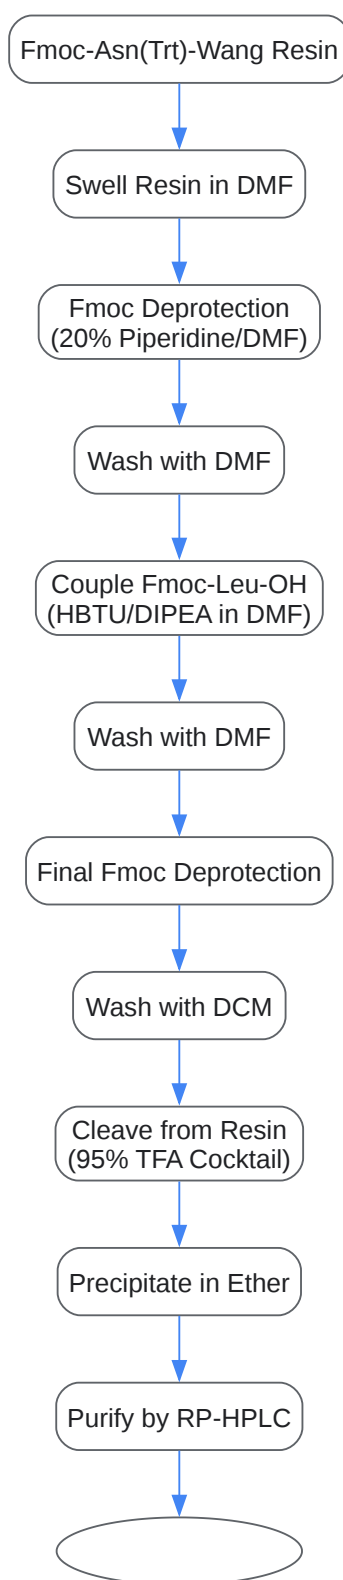 Fmoc-Asn(Trt)-Wang Resin
Swell Resin in DMF
Fmoc Deprotection
(20% Piperidine/DMF)
Wash with DMF
Couple Fmoc-Leu-OH
(HBTU/DIPEA in DMF)
Wash with DMF
Final Fmoc Deprotection
Wash with DCM
Cleave from Resin
(95% TFA Cocktail)
Precipitate in Ether
Purify by RP-HPLC